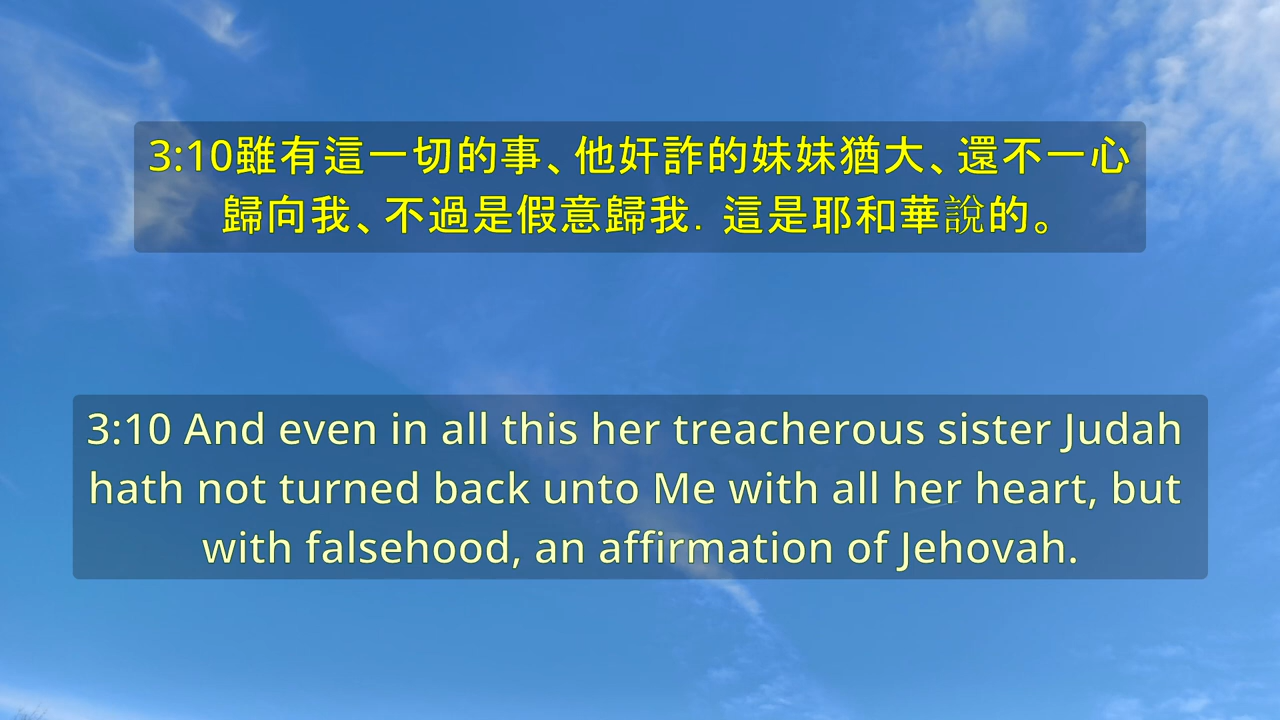 3:10雖有這一切的事、他奸詐的妹妹猶大、還不一心
歸向我、不過是假意歸我．這是耶和華說的。
3:10 And even in all this her treacherous sister Judah
hath not turned back unto Me with all her heart, but
with falsehood, an affirmation of Jehovah.